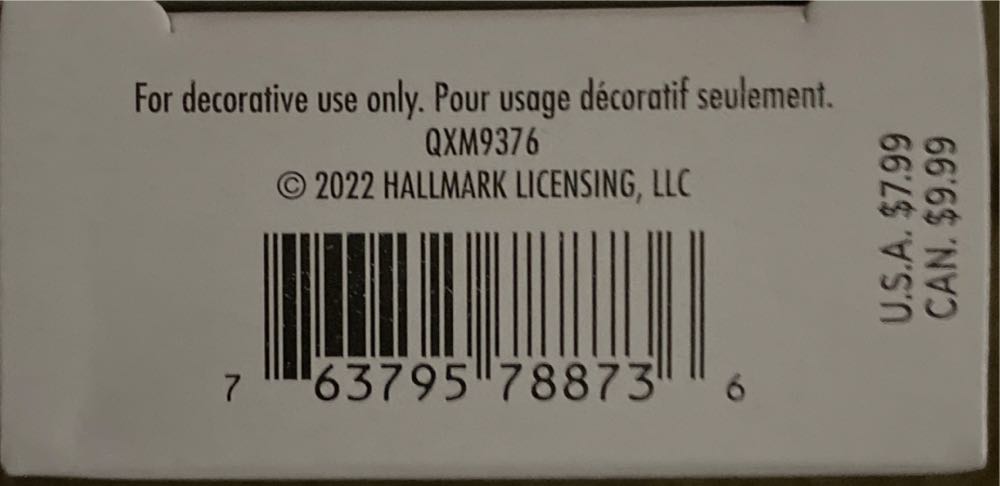 For decorative use only. Pour usage décoratif seulement.
QXM9376
© 2022 HALLMARK LICENSING, LLC
7 63795 78873 6
U.S.A. $7.99
CAN. $9.99